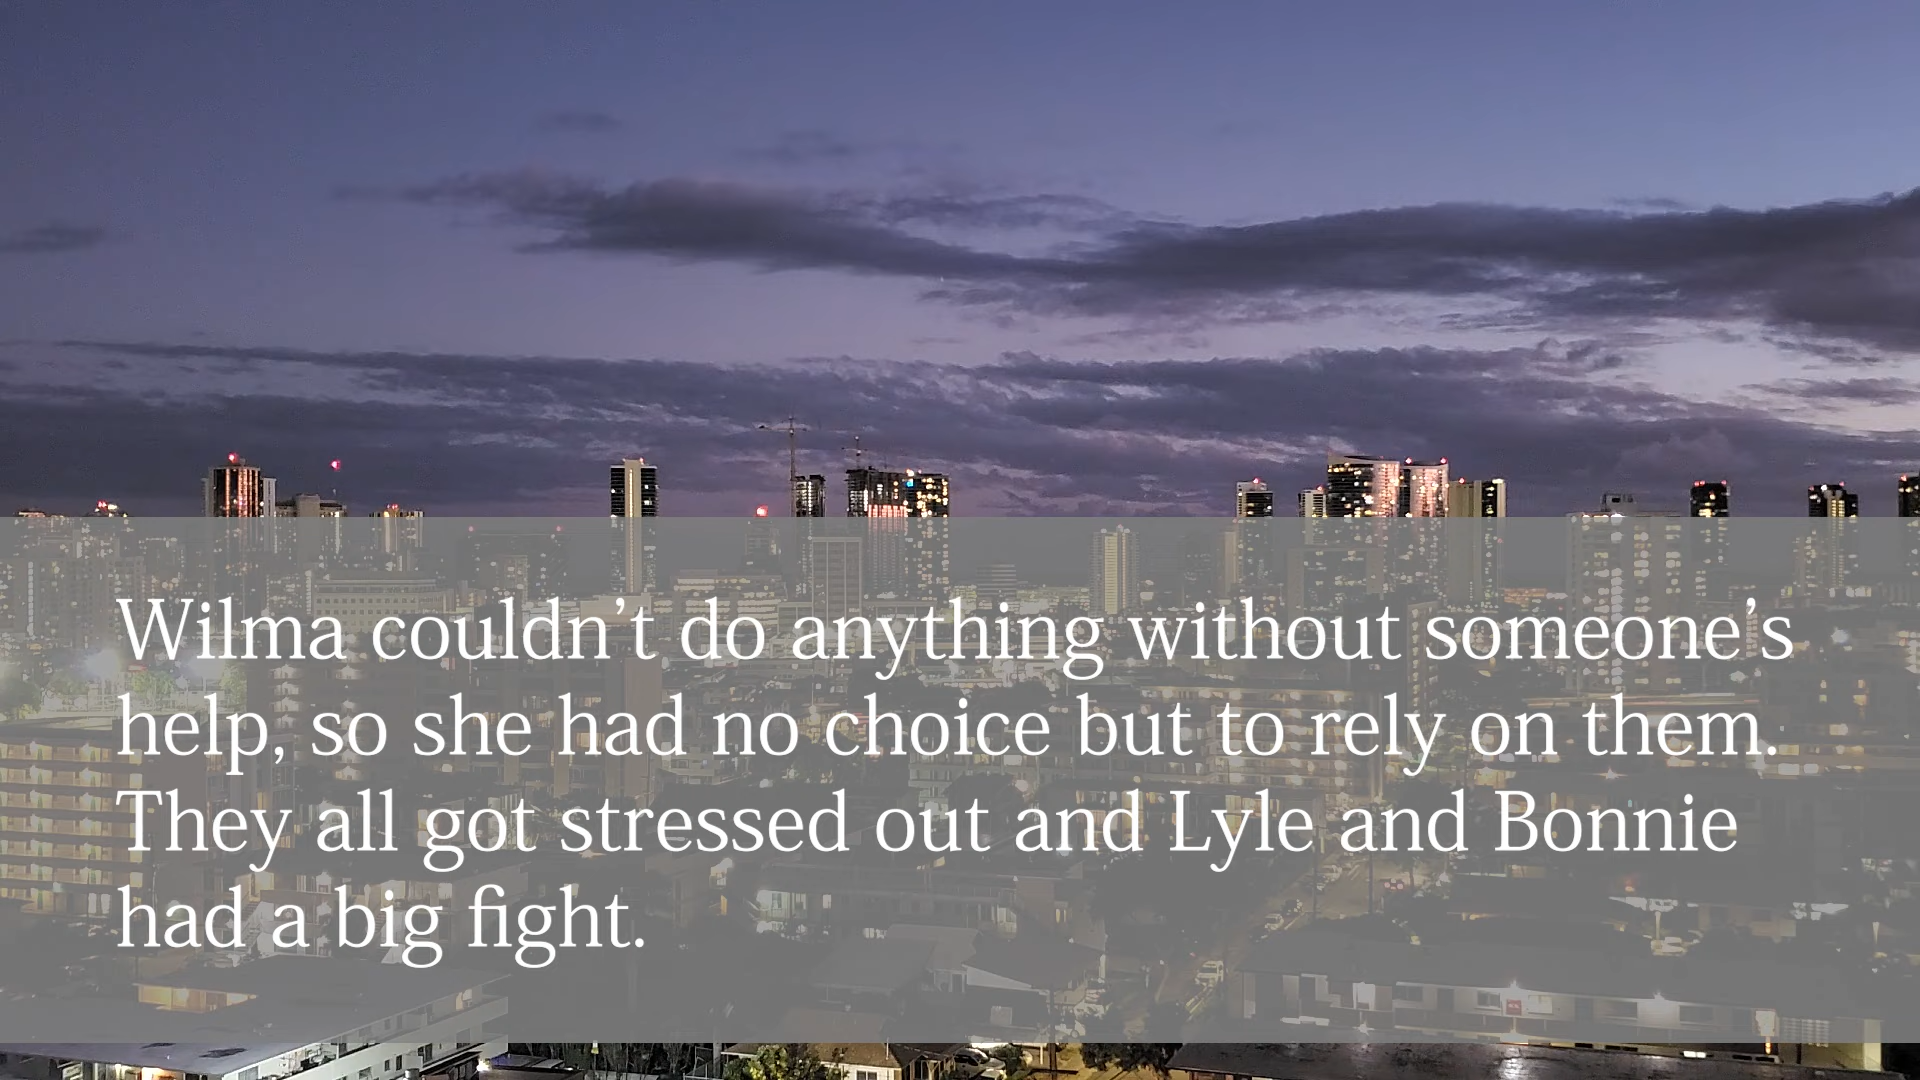 Wilma couldn’t do anything without someone’s
help, so she had no choice but to rely on them.
They all got stressed out and Lyle and Bonnie
had a big fight.